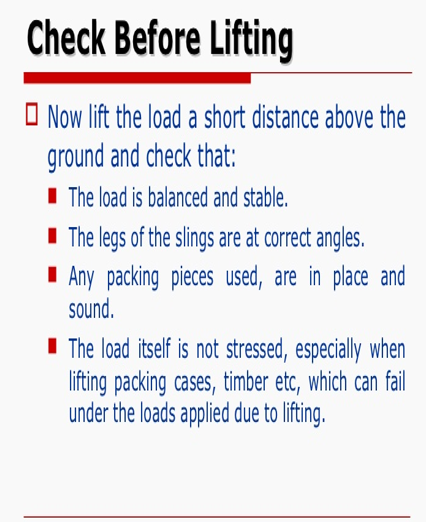 Check Before Lifting
Now lift the load a short distance above the
ground and check that:
The load is balanced and stable.
The legs of the slings are at correct angles.
Any packing pieces used, are in place and
sound.
The load itself is not stressed, especially when
lifting packing cases, timber etc, which can fail
under the loads applied due to lifting.